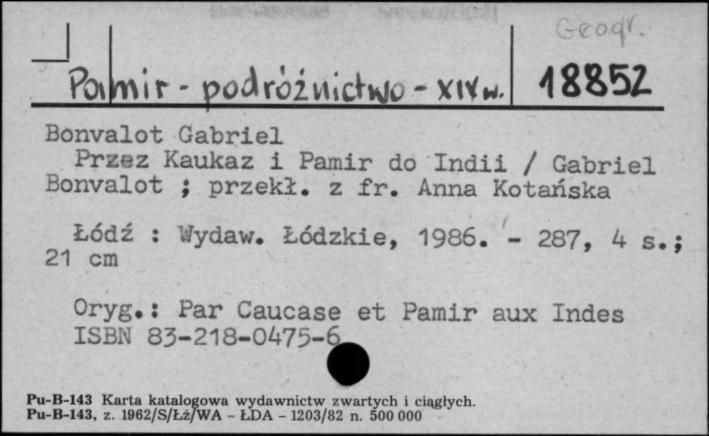 Geogr.
Pamir - podróżnictwo - XIX w.
18852
Bonvalot Gabriel
Przez Kaukaz i Pamir do Indii / Gabriel
Bonvalot ; przekł. z fr. Anna Kotańska
Łódź : Wydaw. Łódzkie, 1986. - 287, 4 s.;
21 cm
Oryg.: Par Caucase et Pamir aux Indes
ISBN 83-218-0475-6
Pu-B-143 Karta katalogowa wydawnictw zwartych i ciągłych.
Pu-B-143, z. 1962/S/Łź/WA - ŁDA - 1203/82 n. 500 000